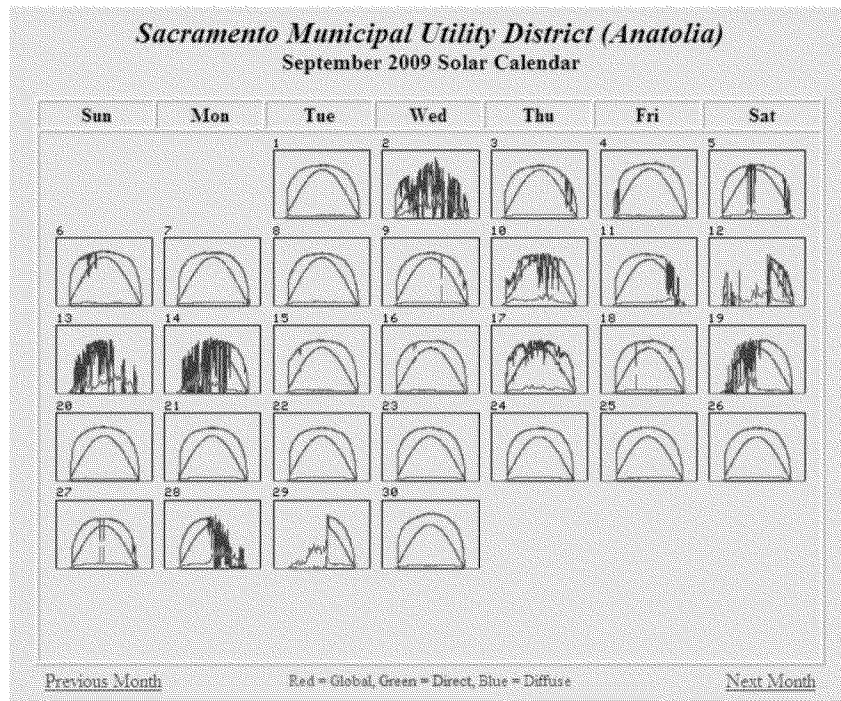 Sacramento Municipal Utility District (Anatolia)
September 2009 Solar Calendar
Sun Mon Tue Wed Thu Fri Sat
1 2 3 4 5
6 7 8 9 10 11 12
13 14 15 16 17 18 19
20 21 22 23 24 25 26
27 28 29 30
Previous Month Red = Global, Green = Direct, Blue = Diffuse Next Month